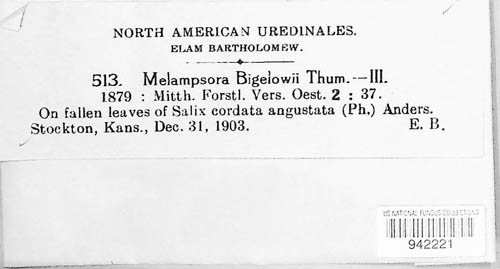 NORTH AMERICAN UREDINALES.
ELAM BARTHOLOMEW.
513. Melampsora Bigelowii Thum.—III.
1879 : Mitth. Forstl. Vers. Oest. 2 : 37.
On fallen leaves of Salix cordata angustata (Ph.) Anders.
Stockton, Kans., Dec. 31, 1903. E. B.
US NATIONAL FUNGUS COLLECTIONS
942221